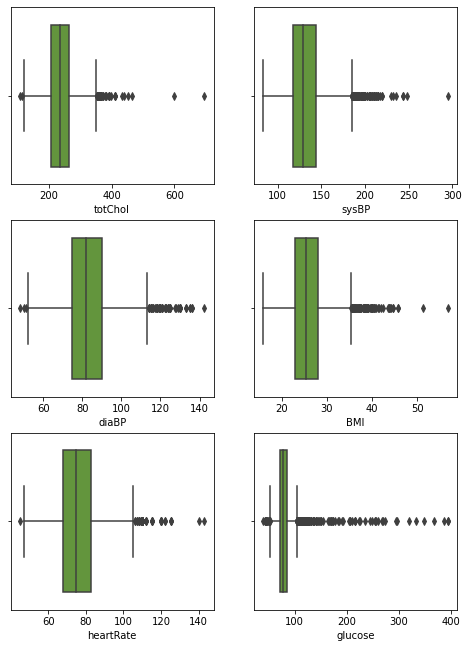 200 400 600
totChol
100 150 200 250 300
sysBP
60 80 100 120 140
diaBP
20 30 40 50
BMI
60 80 100 120 140
heartRate
100 200 300 400
glucose